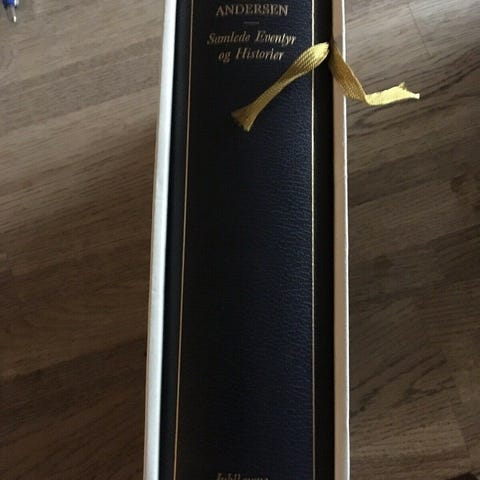 ANDERSEN
Samlede Eventyr
og Historier